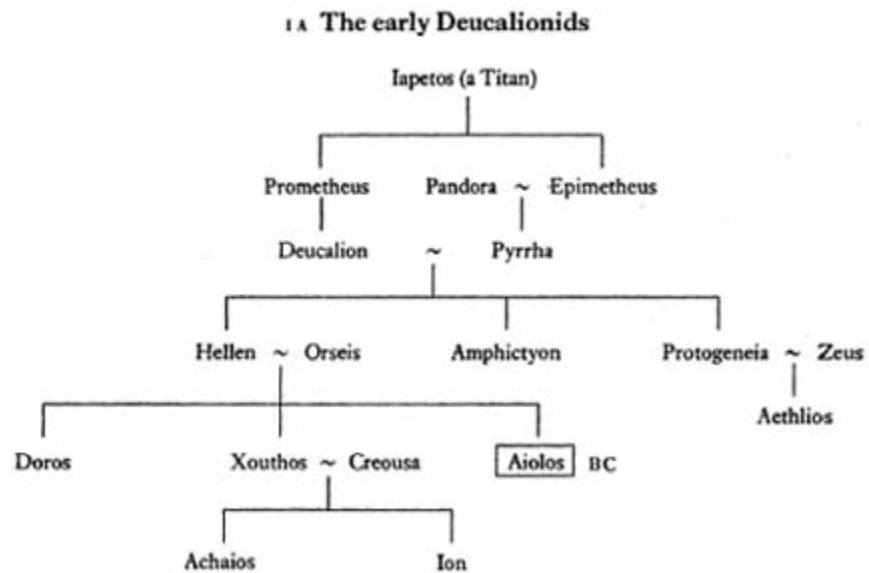 1A The early Deucalionids
Iapetos (a Titan)
Prometheus Pandora ~ Epimetheus
Deucalion ~ Pyrrha
Hellen ~ Orseis Amphictyon Protogeneia ~ Zeus
Aethlios
Doros Xouthos ~ Creousa Aiolos BC
Achaios Ion